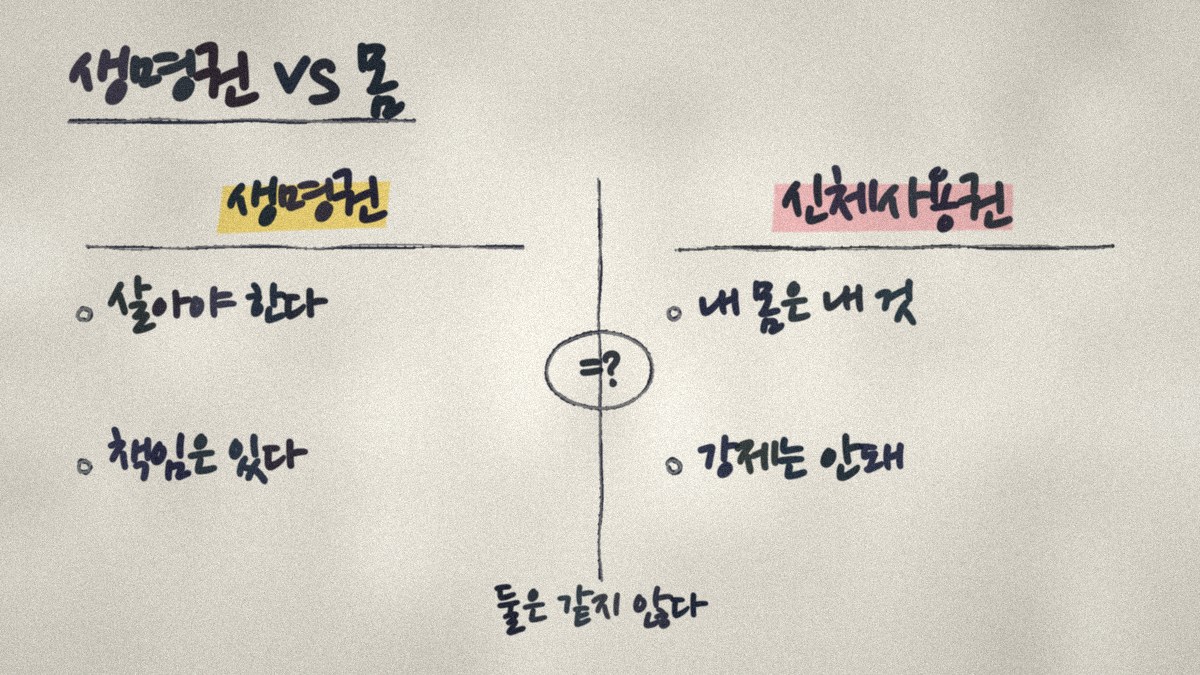 생명권 vs 몸
생명권
살아야 한다
책임은 있다
=?
신체사용권
내 몸은 내 것
강제는 안돼
둘은 같지 않다